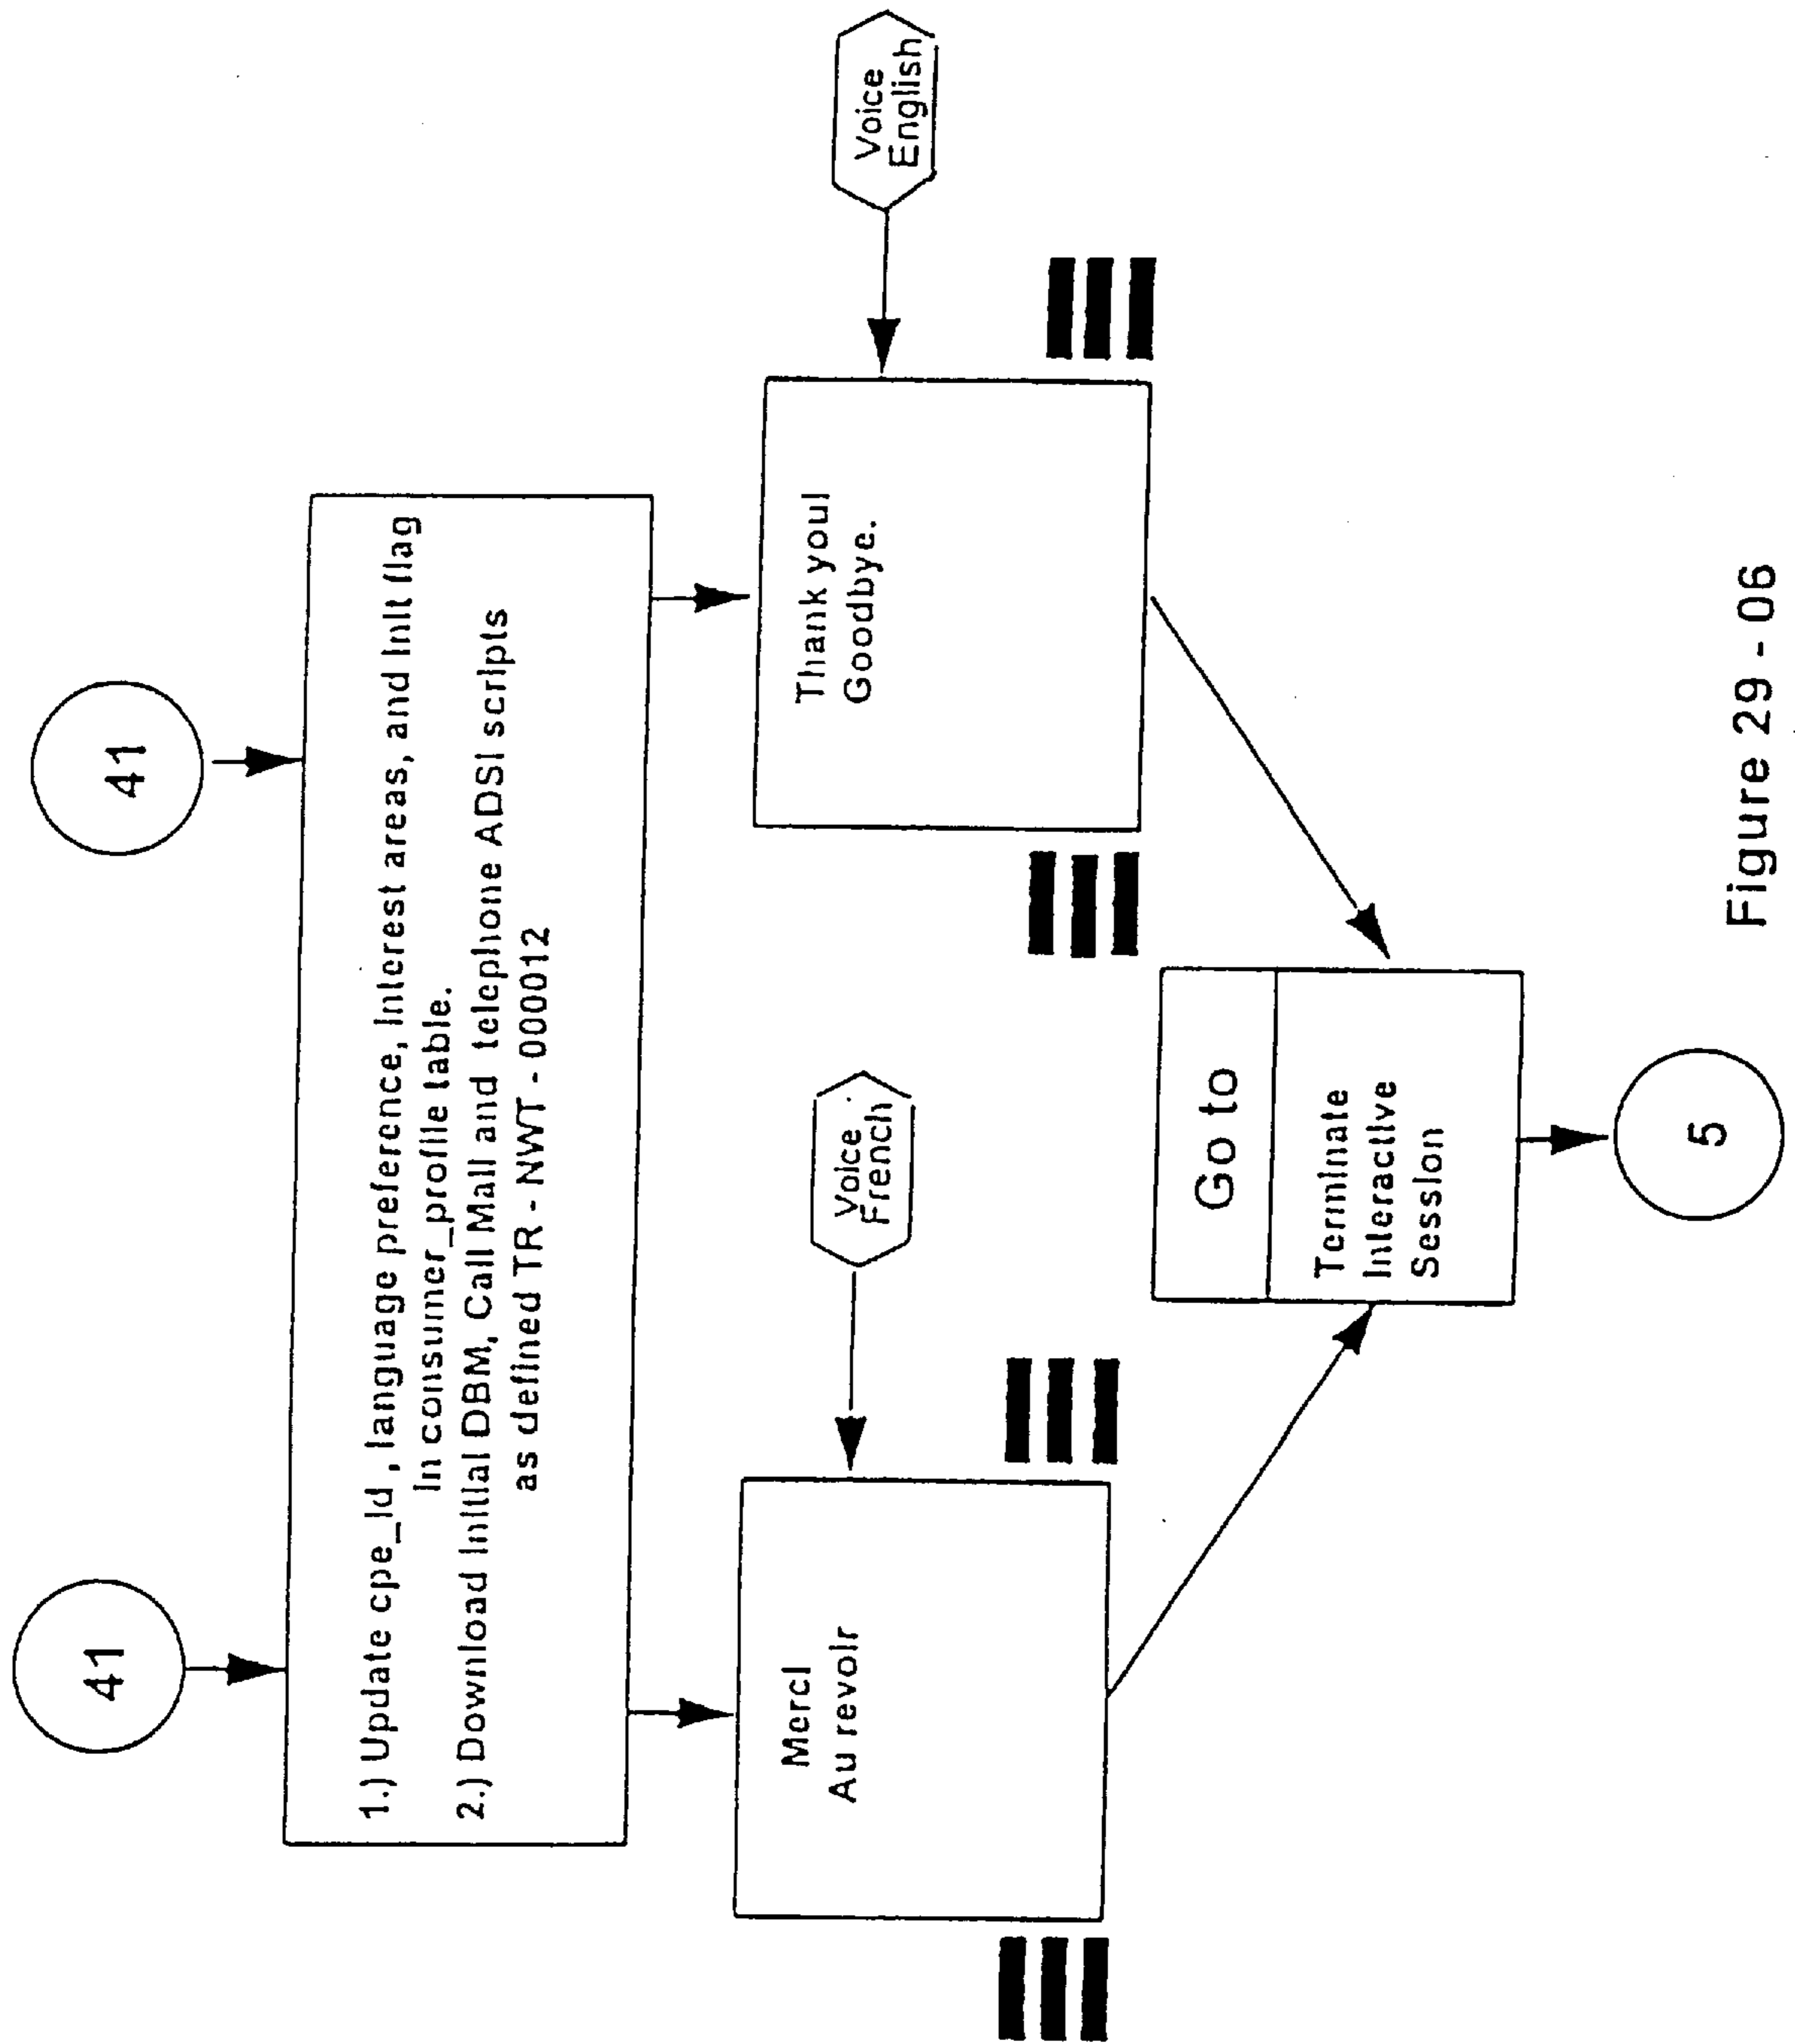 41
41
1.) Update cpe_id, language preference, interest areas, and init flag
in consumer_profile table.
2.) Download initial DBM, Call Mall and telephone ADSI scripts
as defined TR - NWT - 000012
Voice
French
Voice
English
Merci
Au revoir
Thank you!
Goodbye.
Go to
Terminate
Interactive
Session
5
Figure 29 - 06